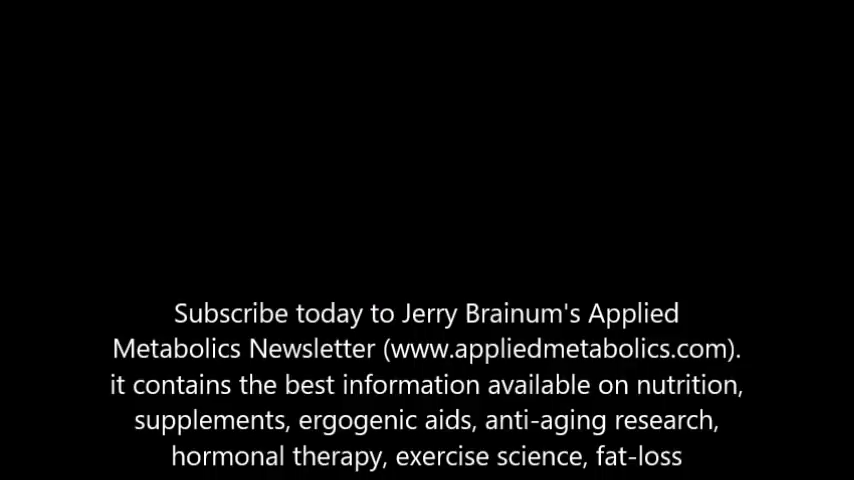 Subscribe today to Jerry Brainum's Applied
Metabolics Newsletter (www.appliedmetabolics.com).
it contains the best information available on nutrition,
supplements, ergogenic aids, anti-aging research,
hormonal therapy, exercise science, fat-loss